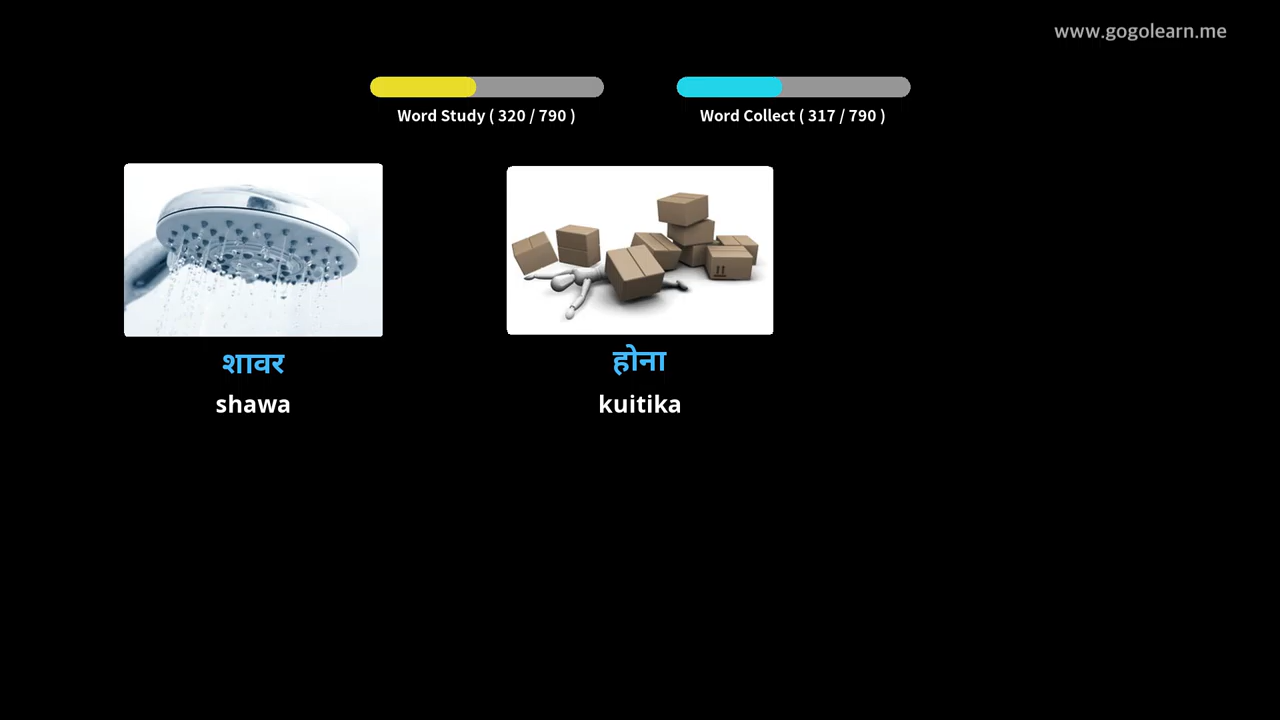 www.gogolearn.me
Word Study ( 320 / 790 )
Word Collect ( 317 / 790 )
शावर
shawa
होना
kuitika